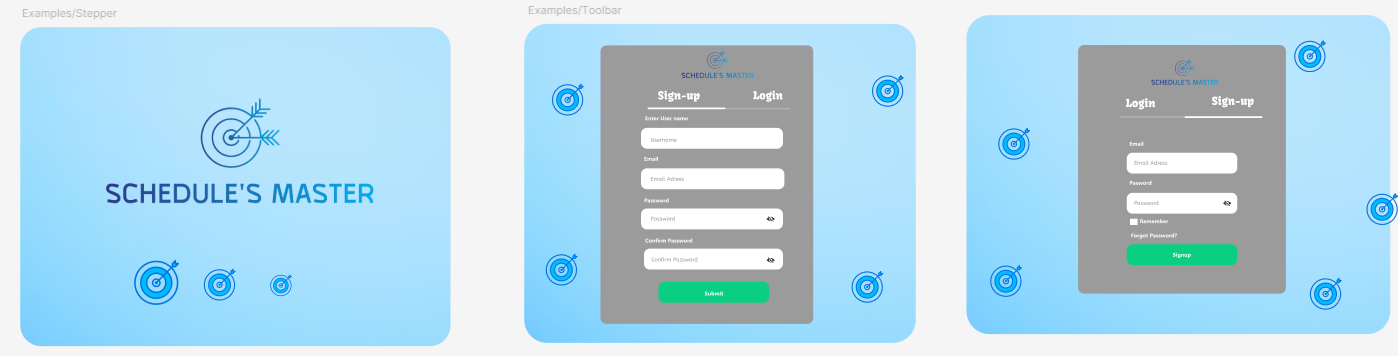 Examples/Stepper
SCHEDULE'S MASTER
Examples/Toolbar
SCHEDULE'S MASTER
Sign-up Login
Enter User name
Username
Email
Email Adress
Password
Password
Confirm Password
Confirm Password
Submit
SCHEDULE'S MASTER
Login Sign-up
Email
Email Adress
Pasword
Password
Remember
Forgot Password?
Signup